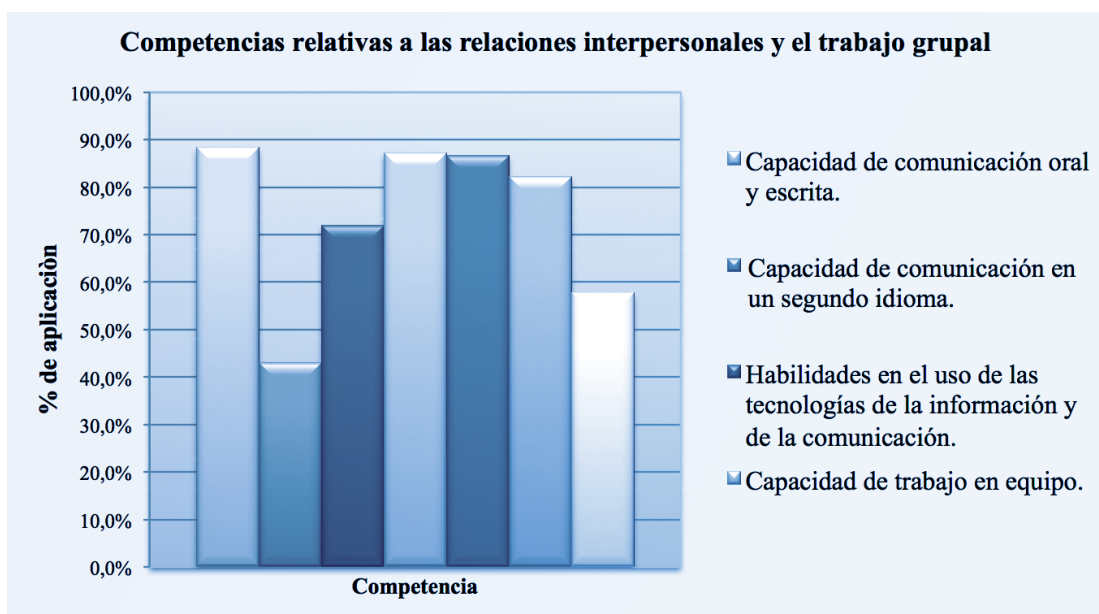 Competencias relativas a las relaciones interpersonales y el trabajo grupal
100,0%
90,0%
80,0%
70,0%
60,0%
50,0%
40,0%
30,0%
20,0%
10,0%
0,0%
% de aplicaciòn
Competencia
Capacidad de comunicación oral
y escrita.
Capacidad de comunicación en
un segundo idioma.
Habilidades en el uso de las
tecnologías de la información y
de la comunicación.
Capacidad de trabajo en equipo.